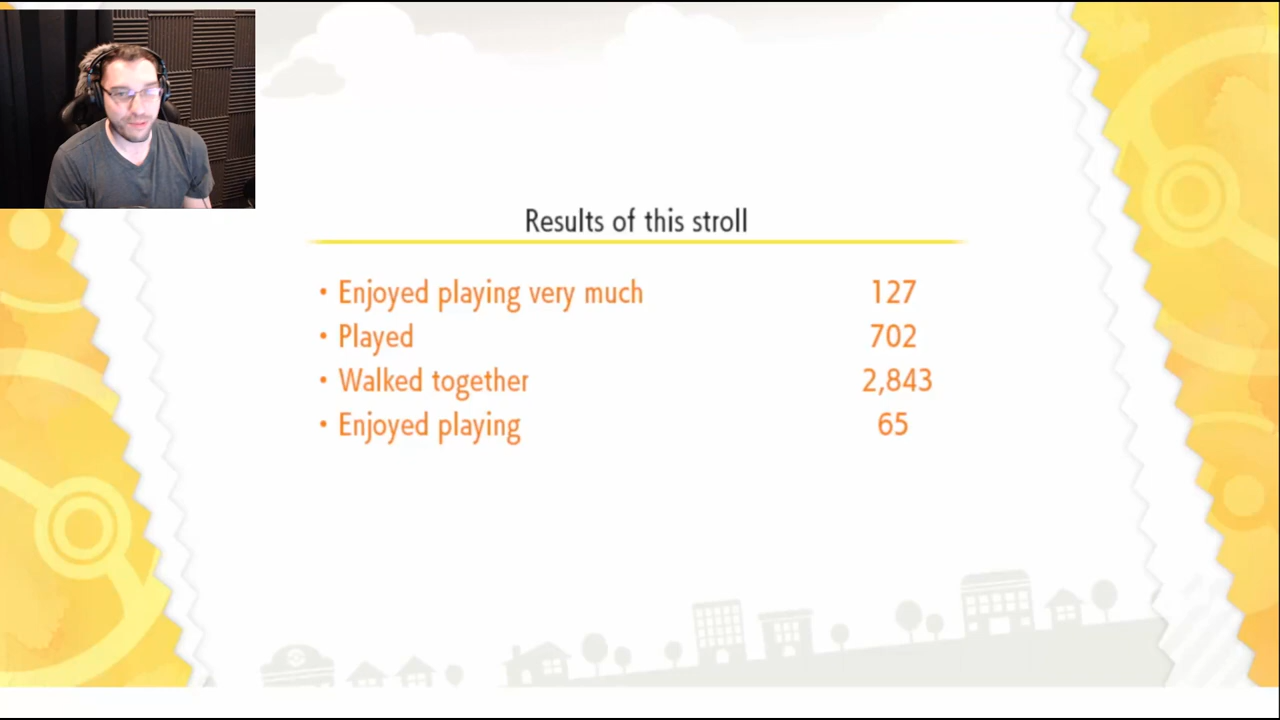 Results of this stroll
• Enjoyed playing very much 127
• Played 702
• Walked together 2,843
• Enjoyed playing 65